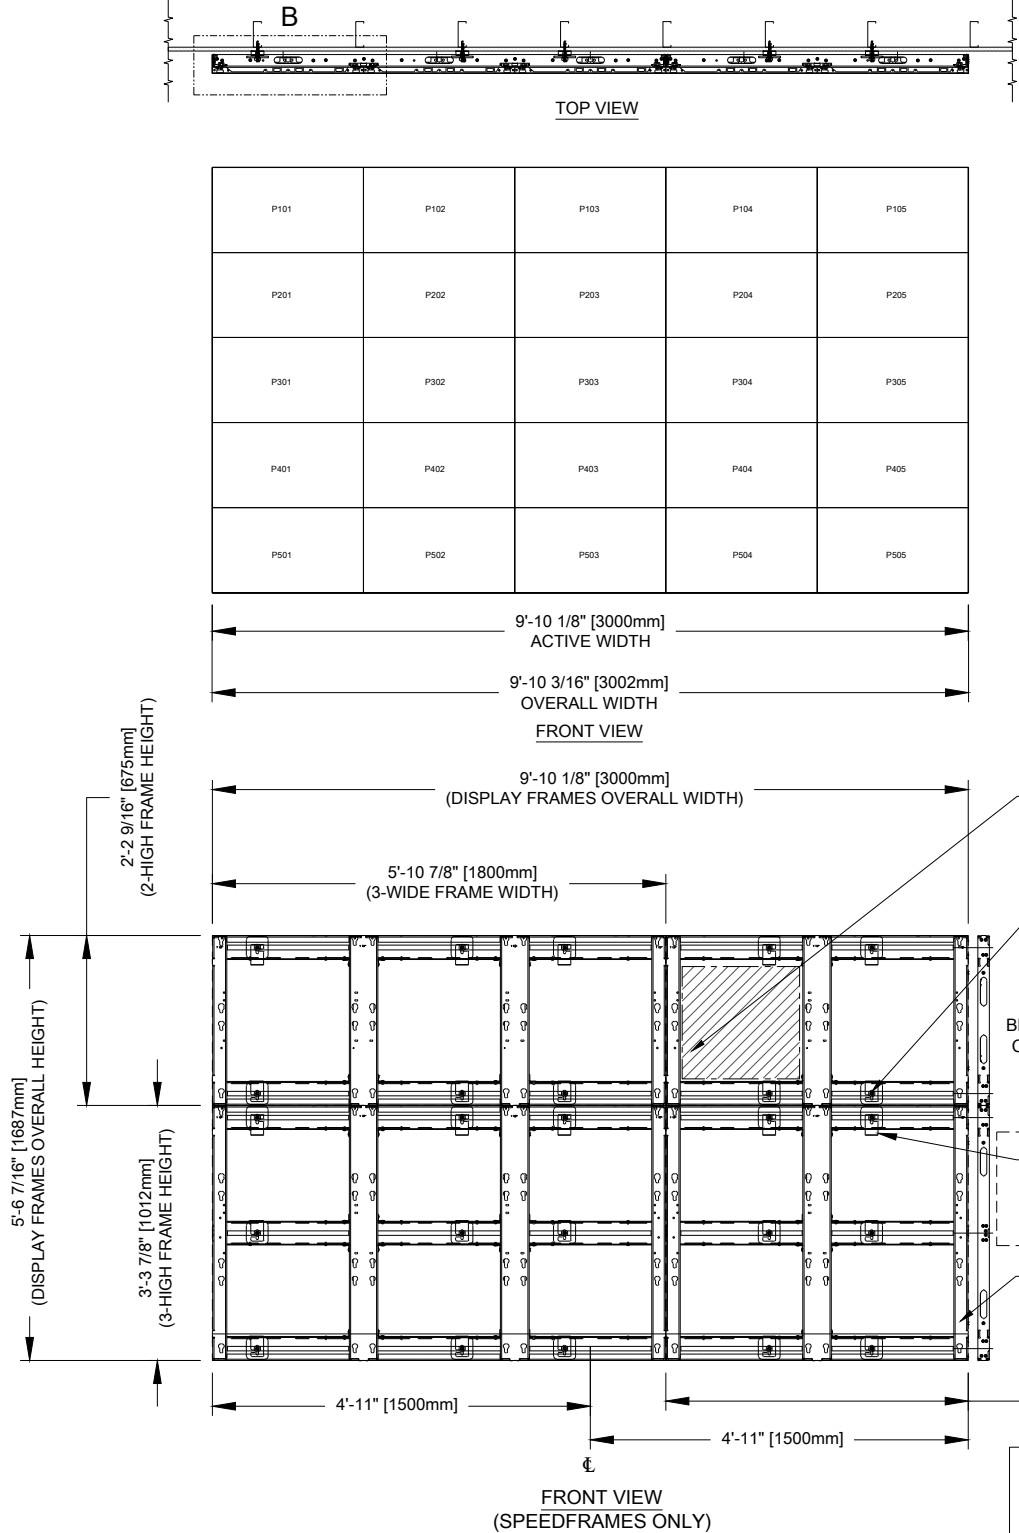 B
TOP VIEW
P101 P102 P103 P104 P105
P201 P202 P203 P204 P205
P301 P302 P303 P304 P305
P401 P402 P403 P404 P405
P501 P502 P503 P504 P505
9'-10 1/8" [3000mm]
ACTIVE WIDTH
9'-10 3/16" [3002mm]
OVERALL WIDTH
FRONT VIEW
2'-2 9/16" [675mm]
(2-HIGH FRAME HEIGHT)
9'-10 1/8" [3000mm]
(DISPLAY FRAMES OVERALL WIDTH)
5'-10 7/8" [1800mm]
(3-WIDE FRAME WIDTH)
5'-6 7/16" [1687mm]
(DISPLAY FRAMES OVERALL HEIGHT)
3'-3 7/8" [1012mm]
(3-HIGH FRAME HEIGHT)
4'-11" [1500mm]
4'-11" [1500mm]
℄
FRONT VIEW
(SPEEDFRAMES ONLY)